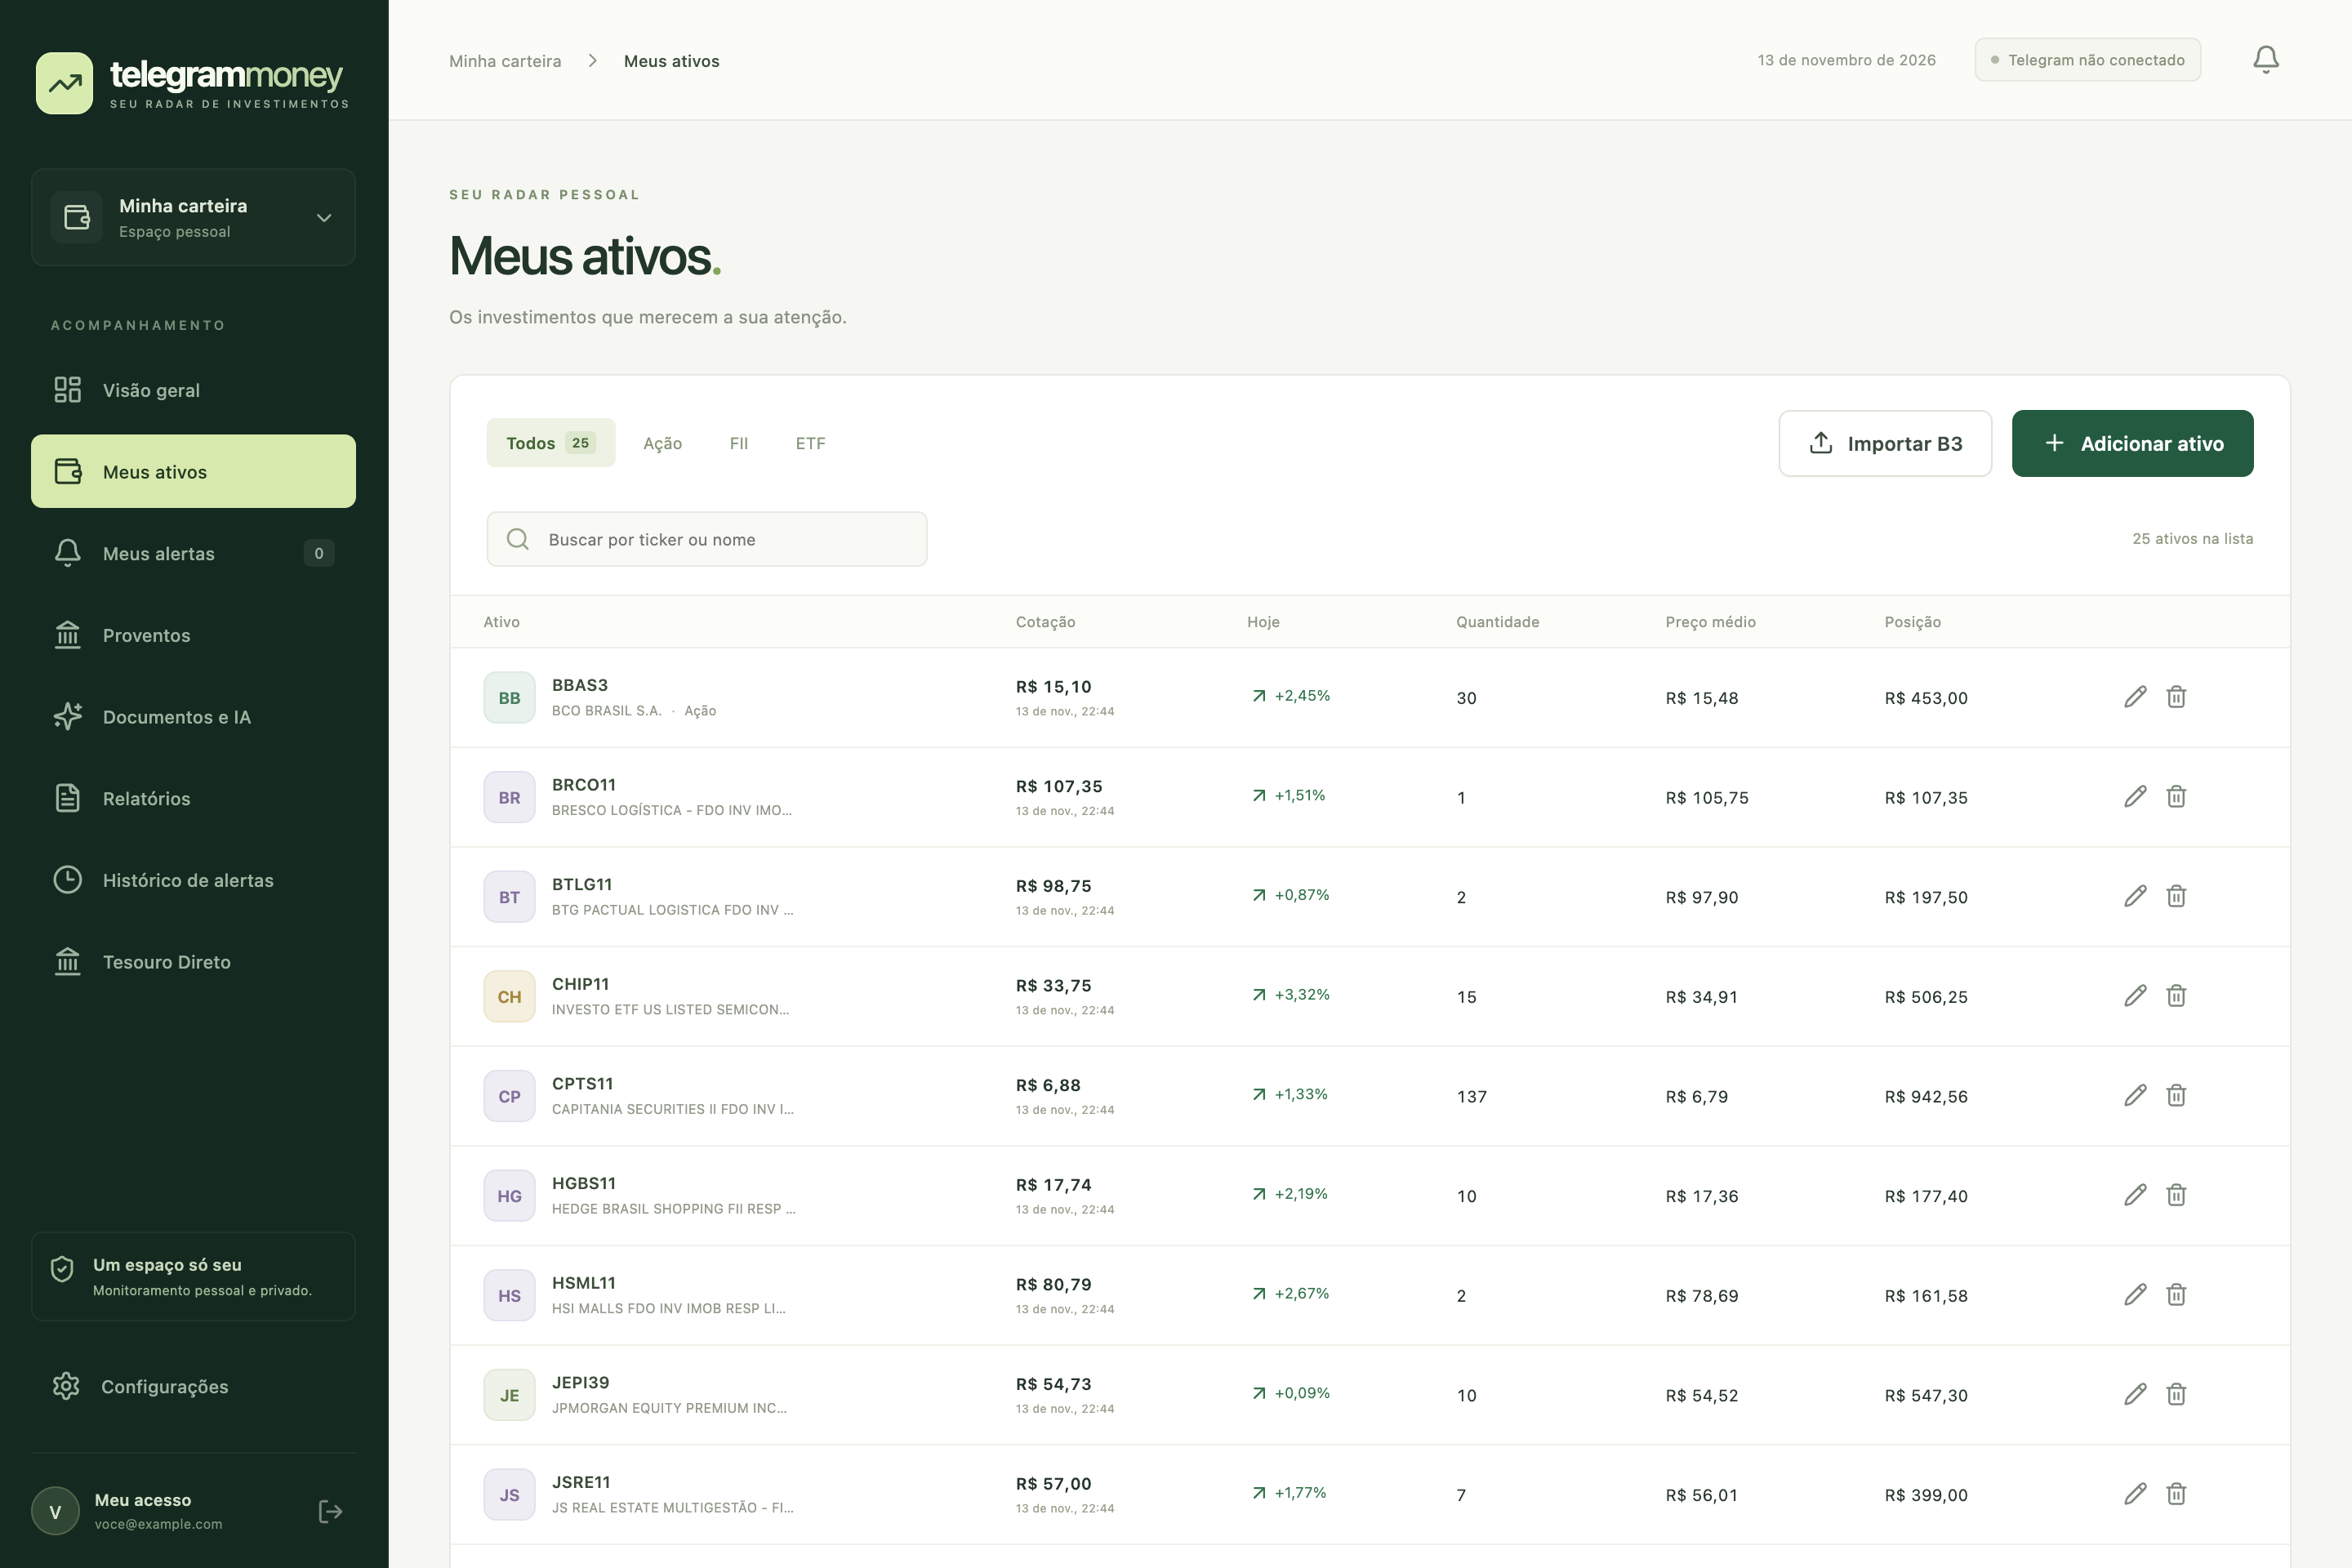 telegrammoney
SEU RADAR DE INVESTIMENTOS
Minha carteira
Espaço pessoal
ACOMPANHAMENTO
Visão geral
Meus ativos
Meus alertas 0
Proventos
Documentos e IA
Relatórios
Histórico de alertas
Tesouro Direto
Um espaço só seu
Monitoramento pessoal e privado.
Configurações
V
Meu acesso
voce@example.com
Minha carteira > Meus ativos
13 de novembro de 2026
Telegram não conectado
SEU RADAR PESSOAL
Meus ativos.
Os investimentos que merecem a sua atenção.
Todos 25 Ação FII ETF
Importar B3
+ Adicionar ativo
Buscar por ticker ou nome
25 ativos na lista
Ativo Cotação Hoje Quantidade Preço médio Posição
BB BBAS3 R$ 15,10 +2,45% 30 R$ 15,48 R$ 453,00
BCO BRASIL S.A. · Ação 13 de nov., 22:44
BR BRCO11 R$ 107,35 +1,51% 1 R$ 105,75 R$ 107,35
BRESCO LOGÍSTICA - FDO INV IMO... 13 de nov., 22:44
BT BTLG11 R$ 98,75 +0,87% 2 R$ 97,90 R$ 197,50
BTG PACTUAL LOGISTICA FDO INV ... 13 de nov., 22:44
CH CHIP11 R$ 33,75 +3,32% 15 R$ 34,91 R$ 506,25
INVESTO ETF US LISTED SEMICON... 13 de nov., 22:44
CP CPTS11 R$ 6,88 +1,33% 137 R$ 6,79 R$ 942,56
CAPITANIA SECURITIES II FDO INV I... 13 de nov., 22:44
HG HGBS11 R$ 17,74 +2,19% 10 R$ 17,36 R$ 177,40
HEDGE BRASIL SHOPPING FII RESP ... 13 de nov., 22:44
HS HSML11 R$ 80,79 +2,67% 2 R$ 78,69 R$ 161,58
HSI MALLS FDO INV IMOB RESP LI... 13 de nov., 22:44
JE JEPI39 R$ 54,73 +0,09% 10 R$ 54,52 R$ 547,30
JPMORGAN EQUITY PREMIUM INC... 13 de nov., 22:44
JS JSRE11 R$ 57,00 +1,77% 7 R$ 56,01 R$ 399,00
JS REAL ESTATE MULTIGESTÃO - FI... 13 de nov., 22:44